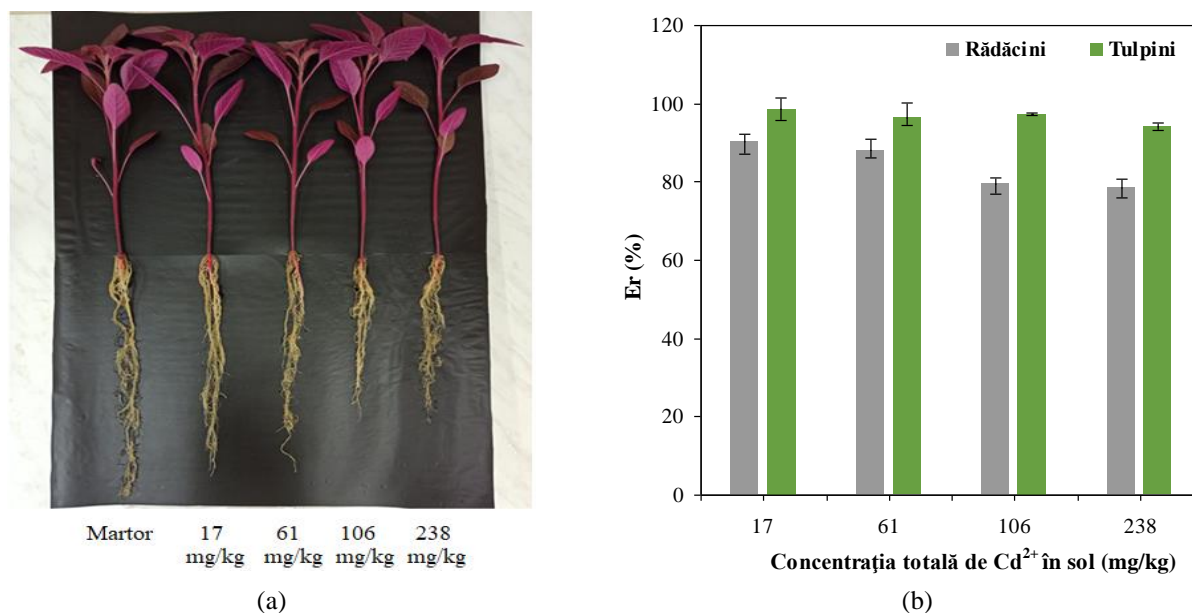 Martor
17
mg/kg
61
mg/kg
106
mg/kg
238
mg/kg
(a)
120
100
80
60
40
20
0
Er (%)
Rădăcini
Tulpini
17
61
106
238
Concentraţia totală de Cd²⁺ în sol (mg/kg)
(b)